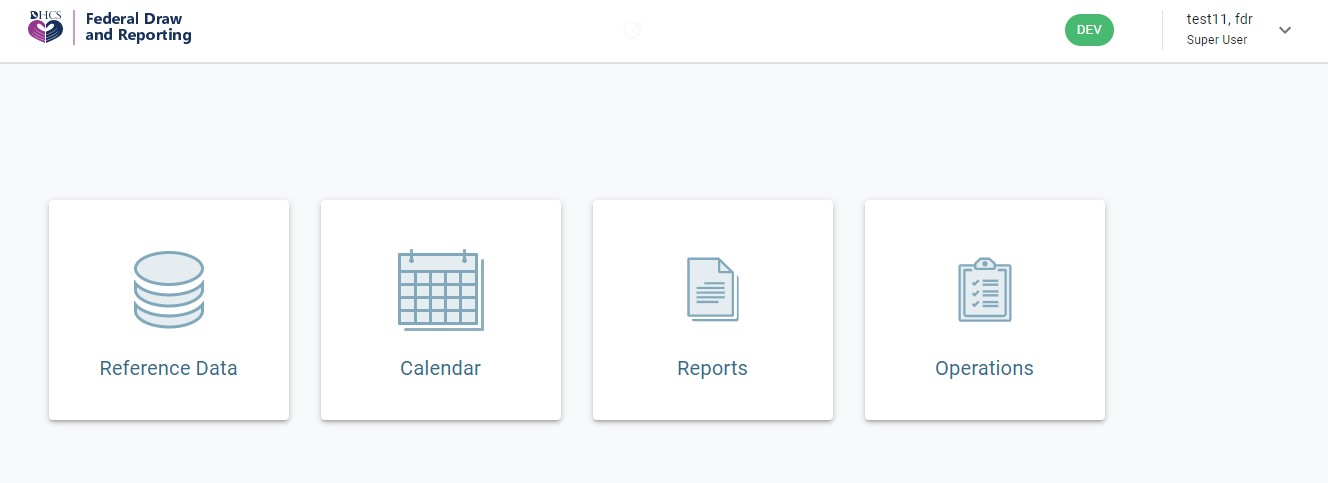 DHCS
Federal Draw
and Reporting
DEV
test11, fdr
Super User
Reference Data
Calendar
Reports
Operations